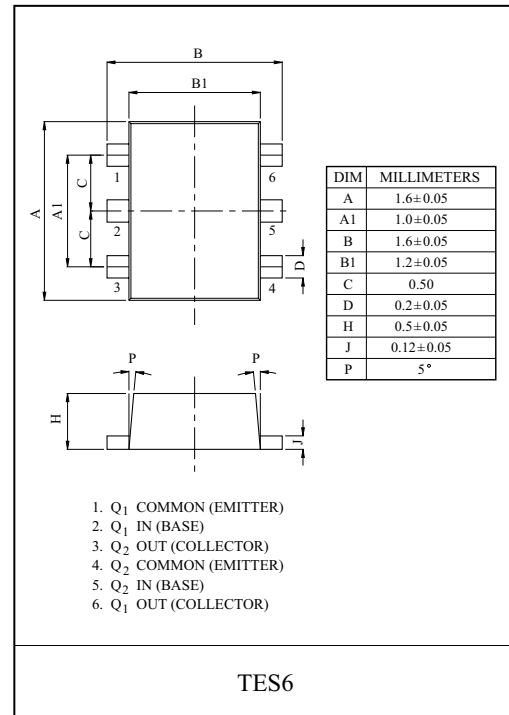 B
B1
A
A1
C
C
D
1
2
3
6
5
4
P
P
H
J
DIM MILLIMETERS
A 1.6±0.05
A1 1.0±0.05
B 1.6±0.05
B1 1.2±0.05
C 0.50
D 0.2±0.05
H 0.5±0.05
J 0.12±0.05
P 5°
1. Q1 COMMON (EMITTER)
2. Q1 IN (BASE)
3. Q2 OUT (COLLECTOR)
4. Q2 COMMON (EMITTER)
5. Q2 IN (BASE)
6. Q1 OUT (COLLECTOR)
TES6